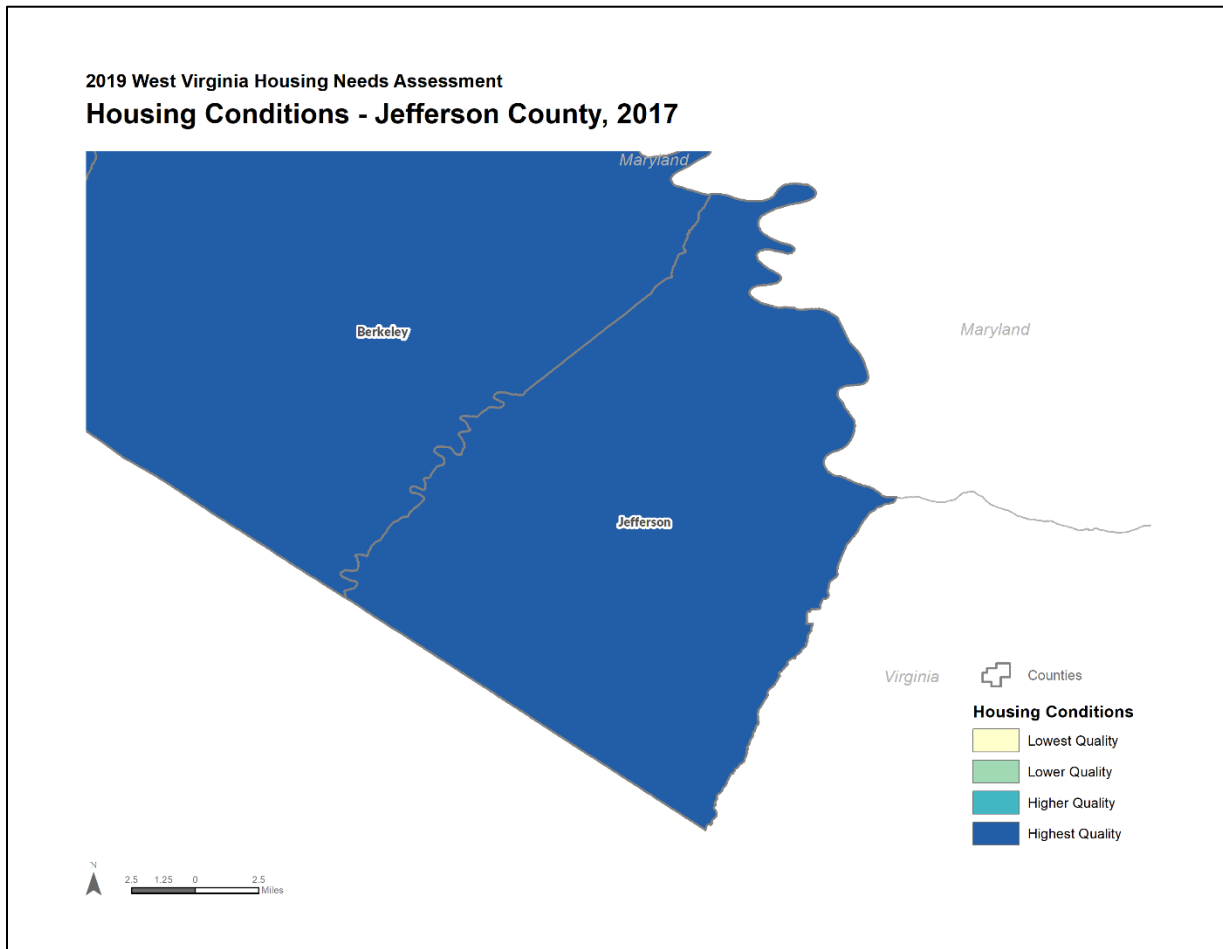 2019 West Virginia Housing Needs Assessment
Housing Conditions - Jefferson County, 2017
Maryland
Berkeley
Maryland
Jefferson
Virginia
Counties
Housing Conditions
Lowest Quality
Lower Quality
Higher Quality
Highest Quality
N
2.5 1.25 0 2.5
Miles